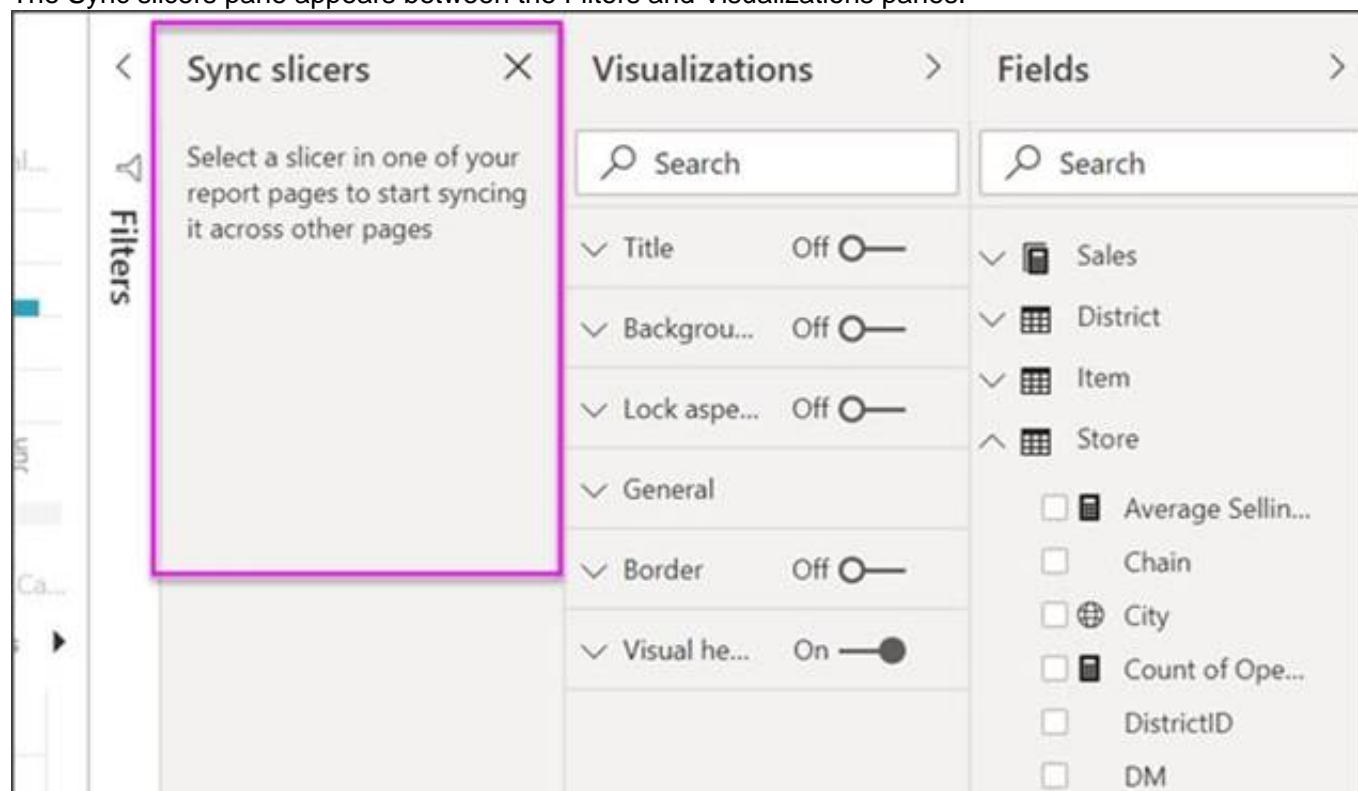 The Sync slicers pane appears between the Filters and Visualizations panes.
Sync slicers
Select a slicer in one of your
report pages to start syncing
it across other pages
Filters
Visualizations
Search
Title Off
Backgrou... Off
Lock aspe... Off
General
Border Off
Visual he... On
Fields
Search
Sales
District
Item
Store
Average Sellin...
Chain
City
Count of Ope...
DistrictID
DM
Jun
Ca...